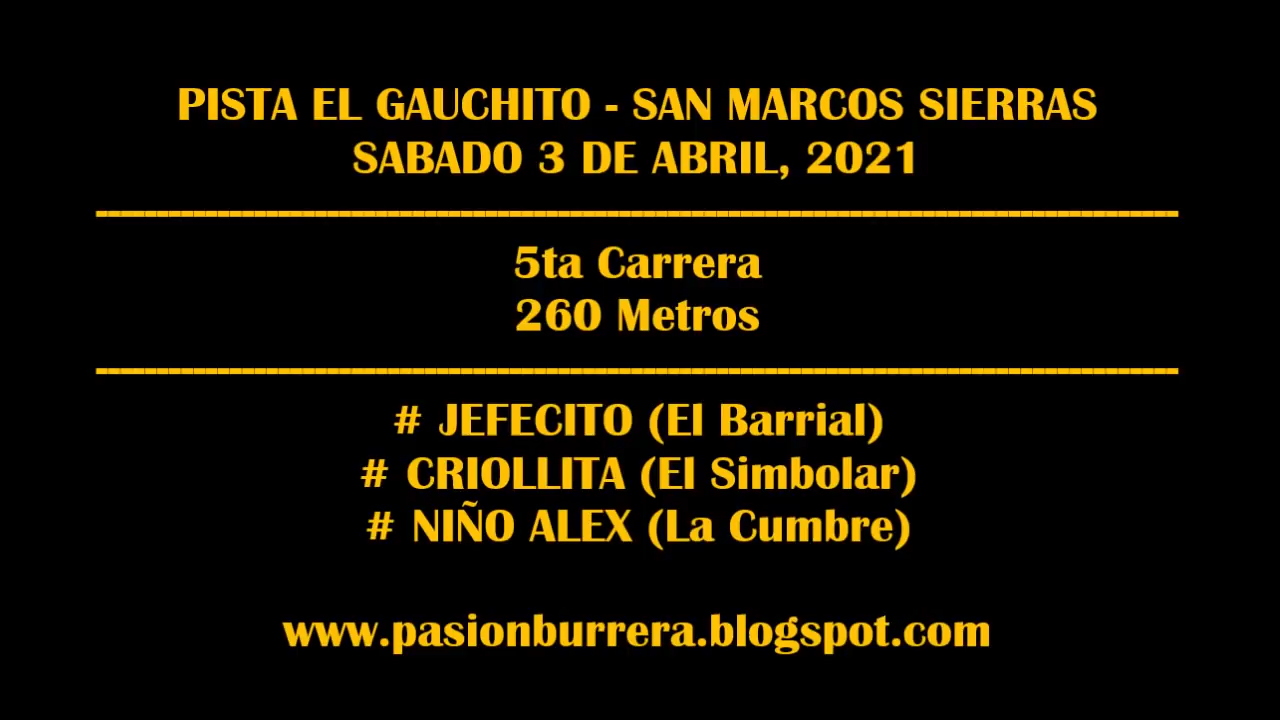 PISTA EL GAUCHITO - SAN MARCOS SIERRAS
SABADO 3 DE ABRIL, 2021
5ta Carrera
260 Metros
# JEFECITO (El Barrial)
# CRIOLLITA (El Simbolar)
# NIÑO ALEX (La Cumbre)
www.pasionburrera.blogspot.com